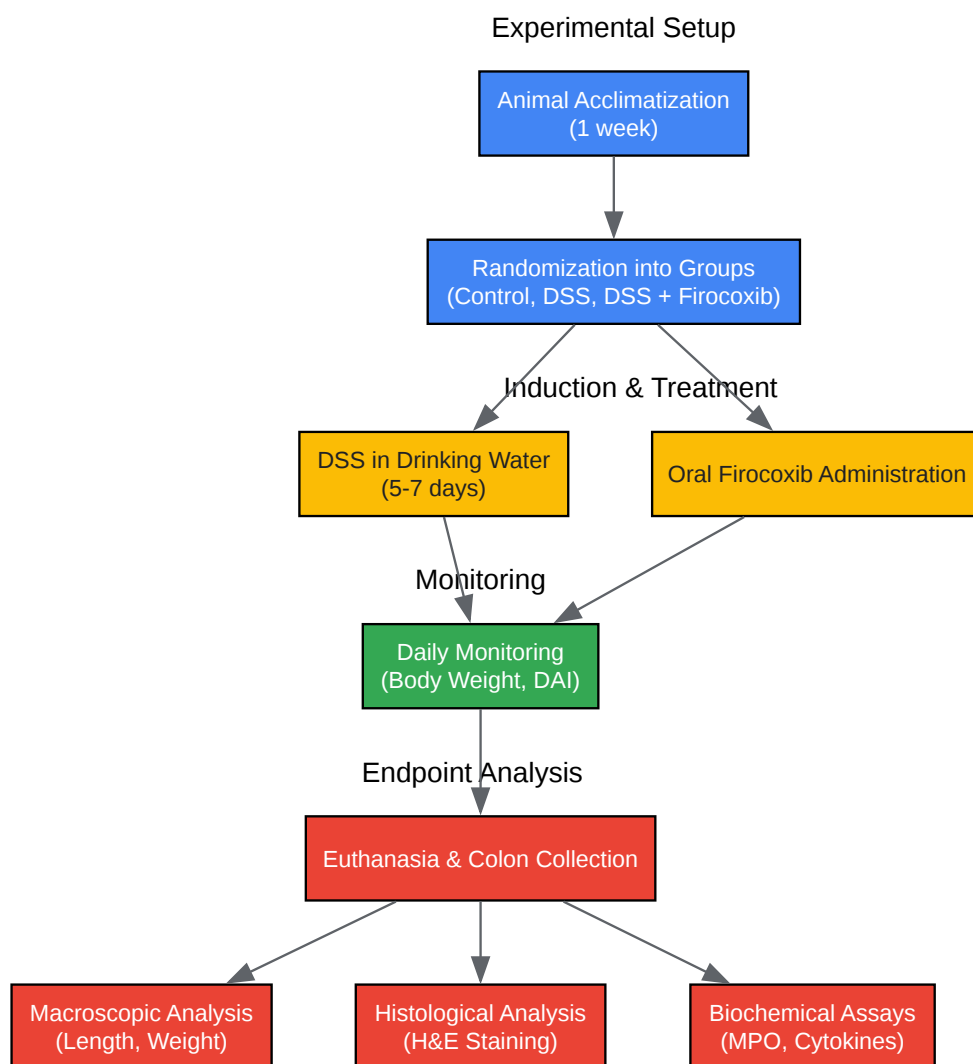 Experimental Setup
Animal Acclimatization
(1 week)
Randomization into Groups
(Control, DSS, DSS + Firocoxib)
Induction & Treatment
DSS in Drinking Water
(5-7 days)
Oral Firocoxib Administration
Monitoring
Daily Monitoring
(Body Weight, DAI)
Endpoint Analysis
Euthanasia & Colon Collection
Macroscopic Analysis
(Length, Weight)
Histological Analysis
(H&E Staining)
Biochemical Assays
(MPO, Cytokines)